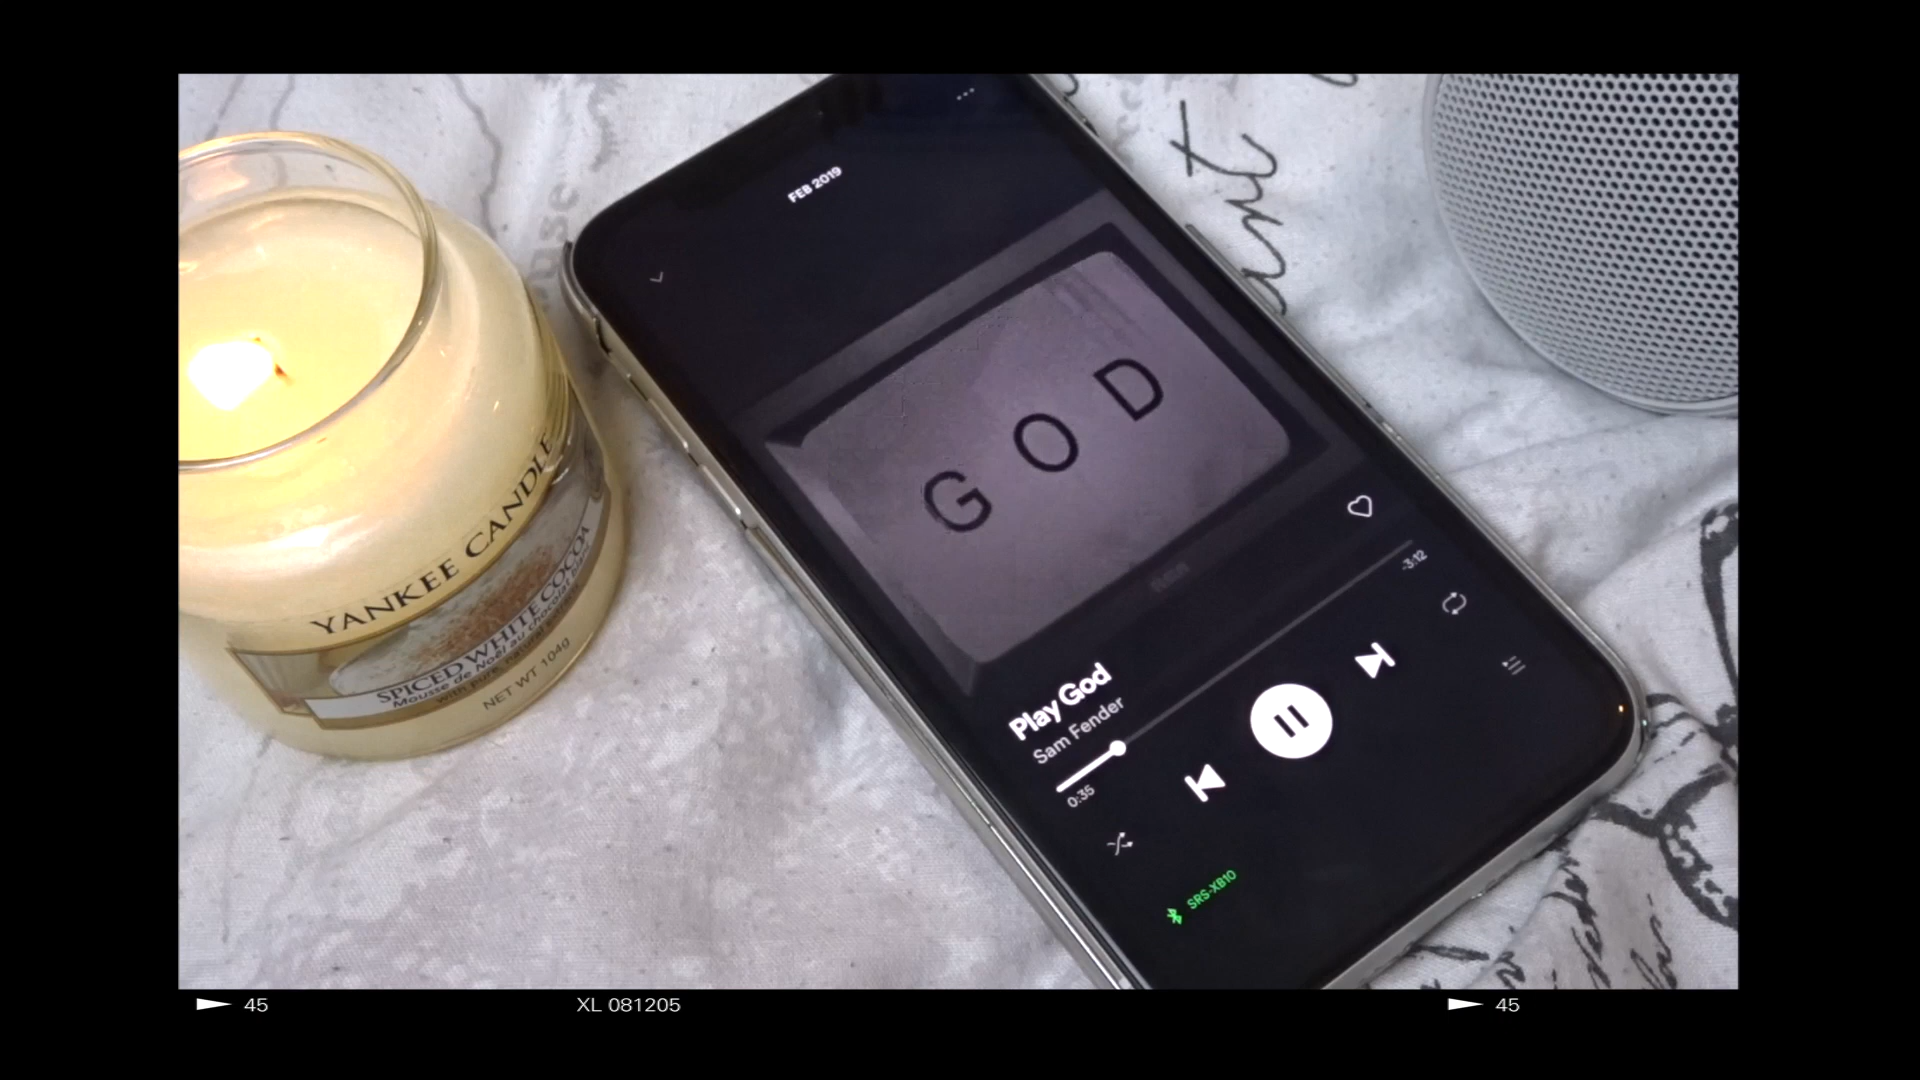 YANKEE CANDLE
SPICED WHITE COCOA
Mousse de Noël au chocolat blanc
NET WT 104g
FEB 2019
G O D
Play God
Sam Fender
0:35
-3:12
SRS-XB10
45
XL 081205
45